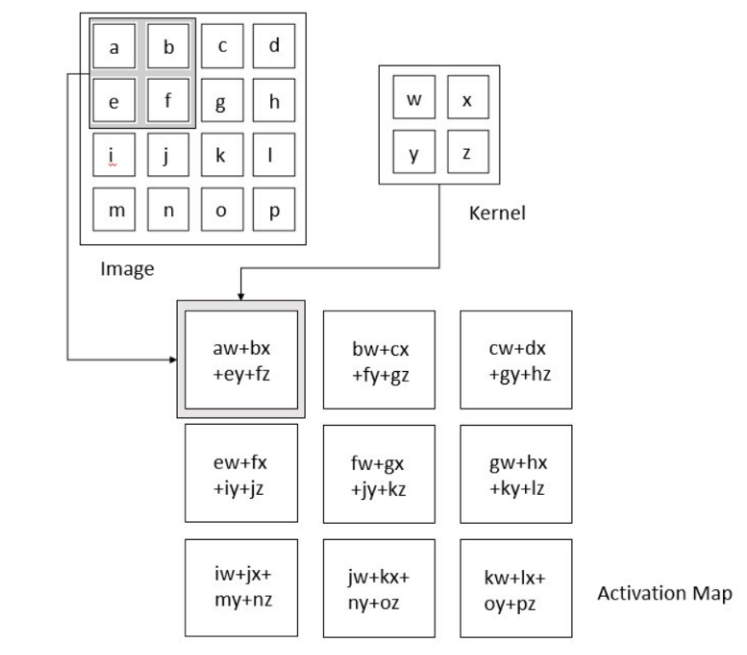 a b c d
e f g h
i j k l
m n o p
Image
w x
y z
Kernel
aw+bx
+ey+fz
bw+cx
+fy+gz
cw+dx
+gy+hz
ew+fx
+iy+jz
fw+gx
+jy+kz
gw+hx
+ky+lz
iw+jx+
my+nz
jw+kx+
ny+oz
kw+lx+
oy+pz
Activation Map